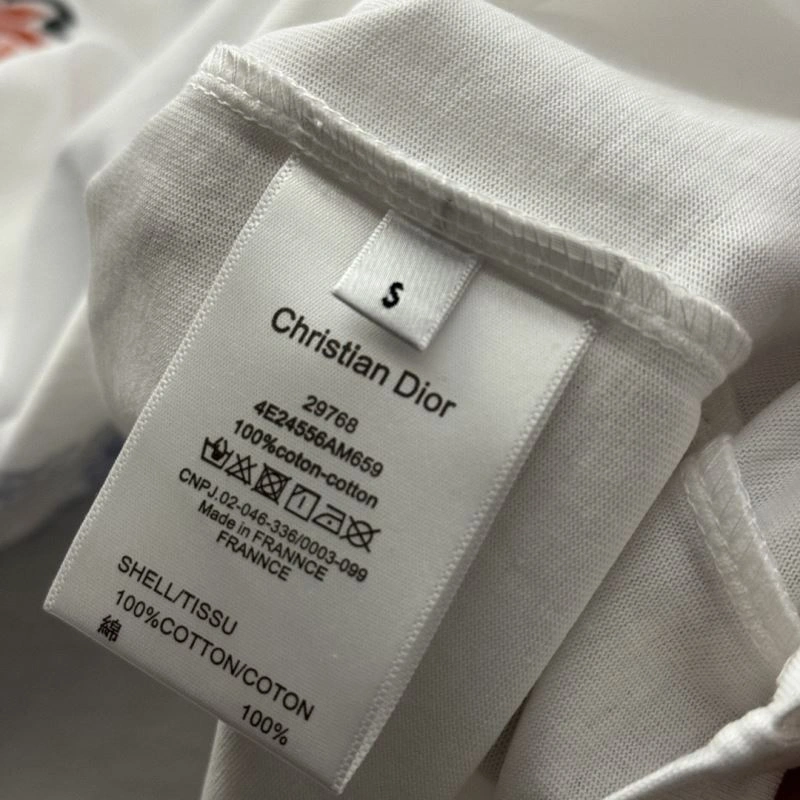 S
Christian Dior
29768
4E24556AM659
100%coton-cotton
CNPJ.02-046-336/0003-099
Made in FRANNCE
FRANNCE
SHELL/TISSU
100%COTTON/COTON
綿 100%